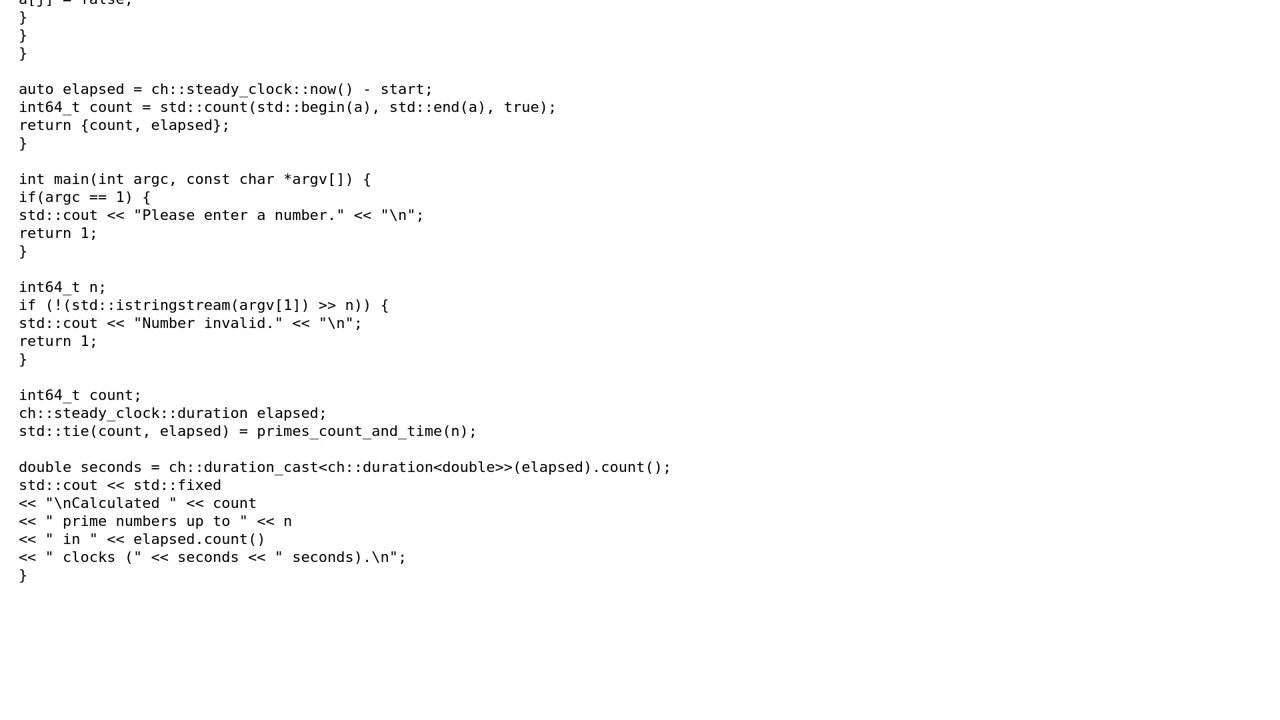 a[j] = false;
}
}
}

auto elapsed = ch::steady_clock::now() - start;
int64_t count = std::count(std::begin(a), std::end(a), true);
return {count, elapsed};
}

int main(int argc, const char *argv[]) {
if(argc == 1) {
std::cout << "Please enter a number." << "\n";
return 1;
}

int64_t n;
if (!(std::istringstream(argv[1]) >> n)) {
std::cout << "Number invalid." << "\n";
return 1;
}

int64_t count;
ch::steady_clock::duration elapsed;
std::tie(count, elapsed) = primes_count_and_time(n);

double seconds = ch::duration_cast<ch::duration<double>>(elapsed).count();
std::cout << std::fixed
<< "\nCalculated " << count
<< " prime numbers up to " << n
<< " in " << elapsed.count()
<< " clocks (" << seconds << " seconds).\n";
}